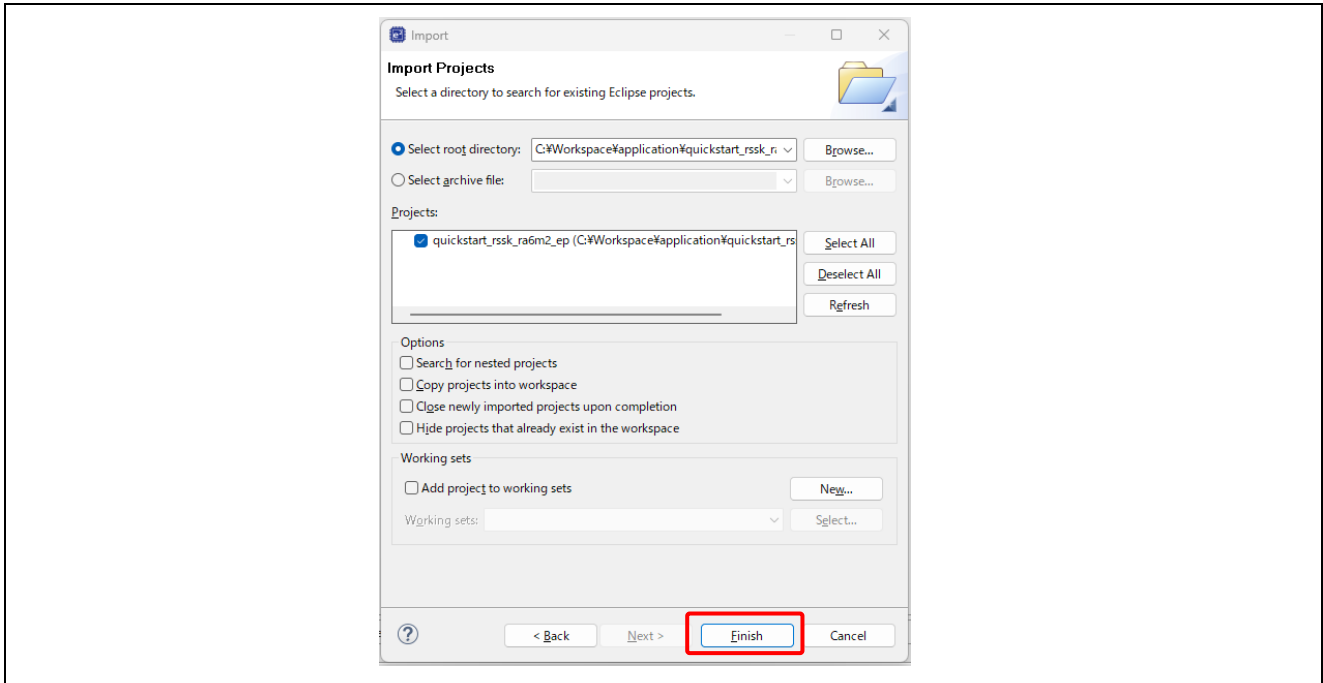 Import
Import Projects
Select a directory to search for existing Eclipse projects.
Select root directory: C:¥Workspace¥application¥quickstart_rssk_ra Browse...
Select archive file: Browse...
Projects:
quickstart_rssk_ra6m2_ep (C:¥Workspace¥application¥quickstart_rs Select All
Deselect All
Refresh
Options
Search for nested projects
Copy projects into workspace
Close newly imported projects upon completion
Hide projects that already exist in the workspace
Working sets
Add project to working sets New...
Working sets: Select...
? < Back Next > Finish Cancel